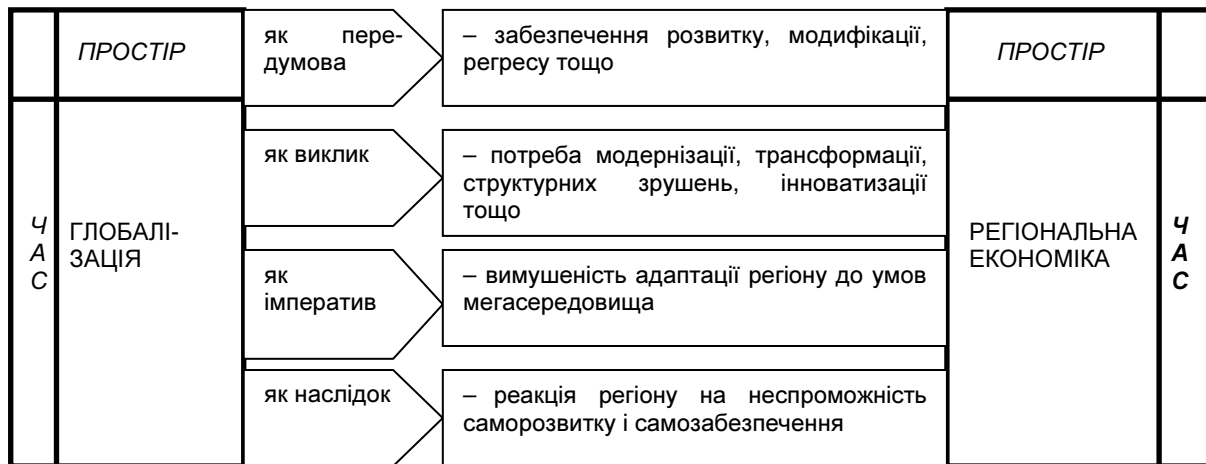 ПРОСТІР
як пере-
думова
– забезпечення розвитку, модифікації,
регресу тощо
ПРОСТІР
Ч
А
С
ГЛОБАЛІ-
ЗАЦІЯ
як виклик
– потреба модернізації, трансформації,
структурних зрушень, інноватизації
тощо
як
імператив
– вимушеність адаптації регіону до умов
мегасередовища
як наслідок
– реакція регіону на неспроможність
саморозвитку і самозабезпечення
РЕГІОНАЛЬНА
ЕКОНОМІКА
Ч
А
С